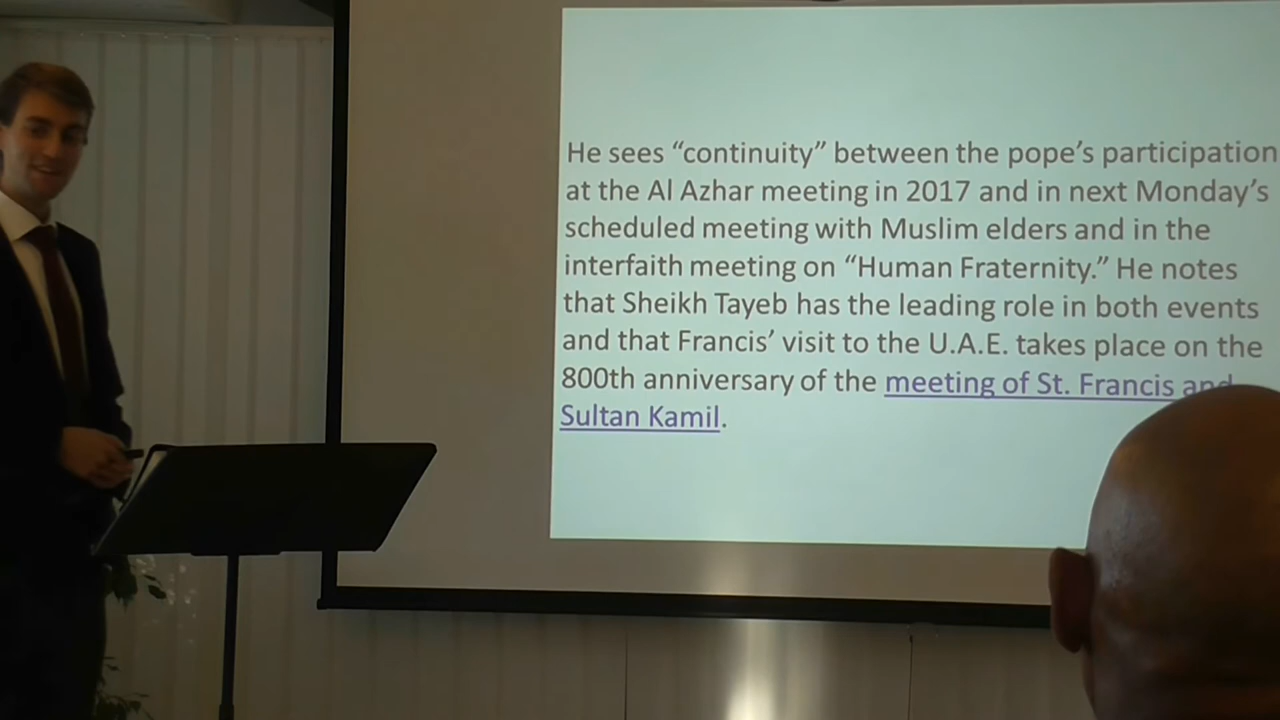 He sees “continuity” between the pope’s participation
at the Al Azhar meeting in 2017 and in next Monday’s
scheduled meeting with Muslim elders and in the
interfaith meeting on “Human Fraternity.” He notes
that Sheikh Tayeb has the leading role in both events
and that Francis’ visit to the U.A.E. takes place on the
800th anniversary of the meeting of St. Francis and
Sultan Kamil.